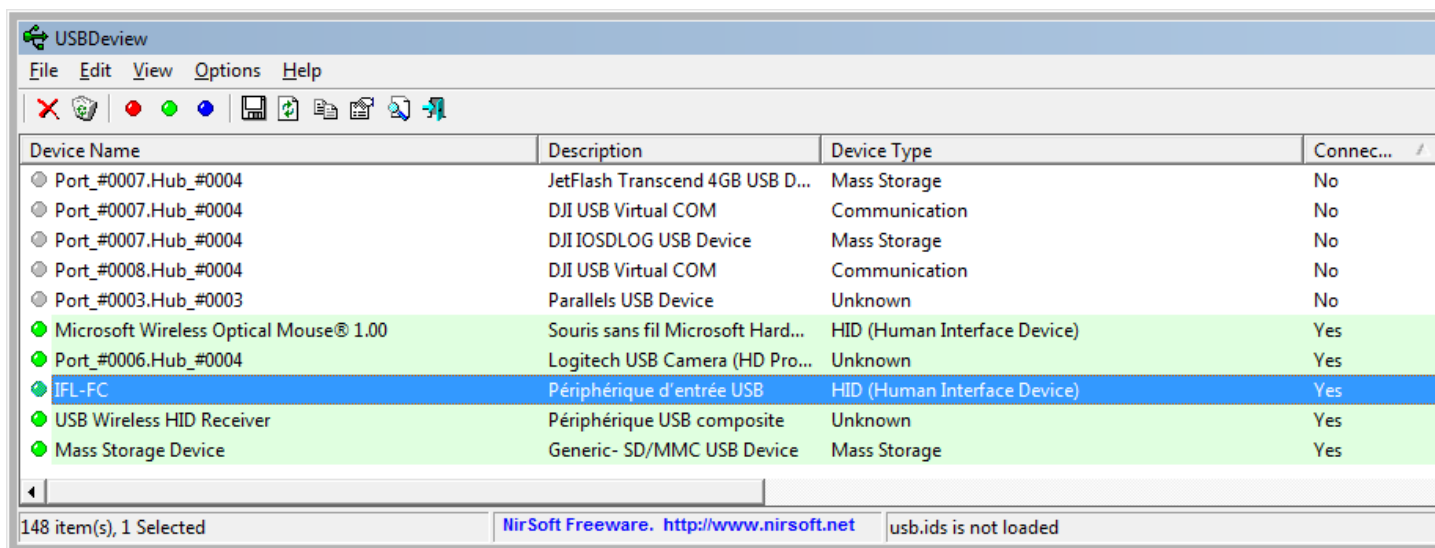 USBDeview
File Edit View Options Help
Device Name Description Device Type Connec...
Port_#0007.Hub_#0004 JetFlash Transcend 4GB USB D... Mass Storage No
Port_#0007.Hub_#0004 DJI USB Virtual COM Communication No
Port_#0007.Hub_#0004 DJI IOSDLOG USB Device Mass Storage No
Port_#0008.Hub_#0004 DJI USB Virtual COM Communication No
Port_#0003.Hub_#0003 Parallels USB Device Unknown No
Microsoft Wireless Optical Mouse® 1.00 Souris sans fil Microsoft Hard... HID (Human Interface Device) Yes
Port_#0006.Hub_#0004 Logitech USB Camera (HD Pro... Unknown Yes
IFL-FC Périphérique d'entrée USB HID (Human Interface Device) Yes
USB Wireless HID Receiver Périphérique USB composite Unknown Yes
Mass Storage Device Generic- SD/MMC USB Device Mass Storage Yes
148 item(s), 1 Selected NirSoft Freeware. http://www.nirsoft.net usb.ids is not loaded